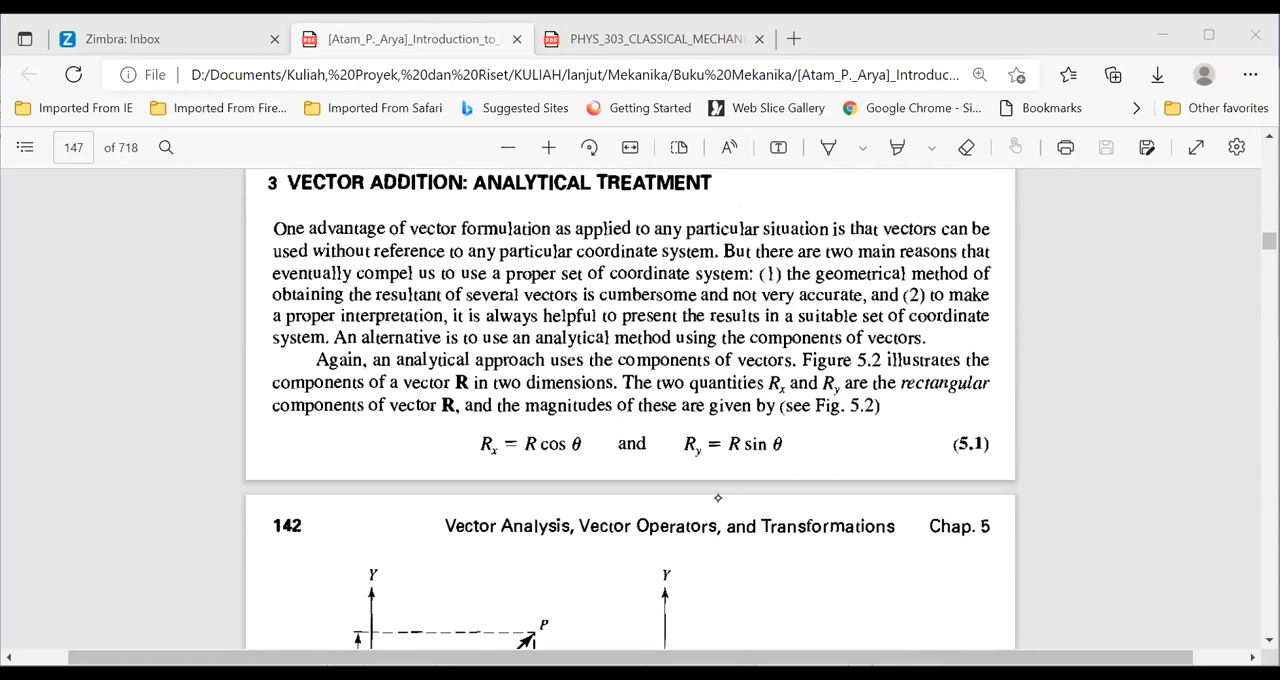 Zimbra: Inbox
[Atam_P._Arya]_Introduction_to_
PHYS_303_CLASSICAL_MECHANI
File D:/Documents/Kuliah,%20Proyek,%20dan%20Riset/KULIAH/lanjut/Mekanika/Buku%20Mekanika/[Atam_P._Arya]_Introduc...
Imported From IE Imported From Fire... Imported From Safari Suggested Sites Getting Started Web Slice Gallery Google Chrome - Si... Bookmarks Other favorites
147 of 718
3 VECTOR ADDITION: ANALYTICAL TREATMENT
One advantage of vector formulation as applied to any particular situation is that vectors can be
used without reference to any particular coordinate system. But there are two main reasons that
eventually compel us to use a proper set of coordinate system: (1) the geometrical method of
obtaining the resultant of several vectors is cumbersome and not very accurate, and (2) to make
a proper interpretation, it is always helpful to present the results in a suitable set of coordinate
system. An alternative is to use an analytical method using the components of vectors.
Again, an analytical approach uses the components of vectors. Figure 5.2 illustrates the
components of a vector R in two dimensions. The two quantities Rx and Ry are the rectangular
components of vector R, and the magnitudes of these are given by (see Fig. 5.2)
Rx = R cos θ and Ry = R sin θ (5.1)
142 Vector Analysis, Vector Operators, and Transformations Chap. 5
Y Y
P